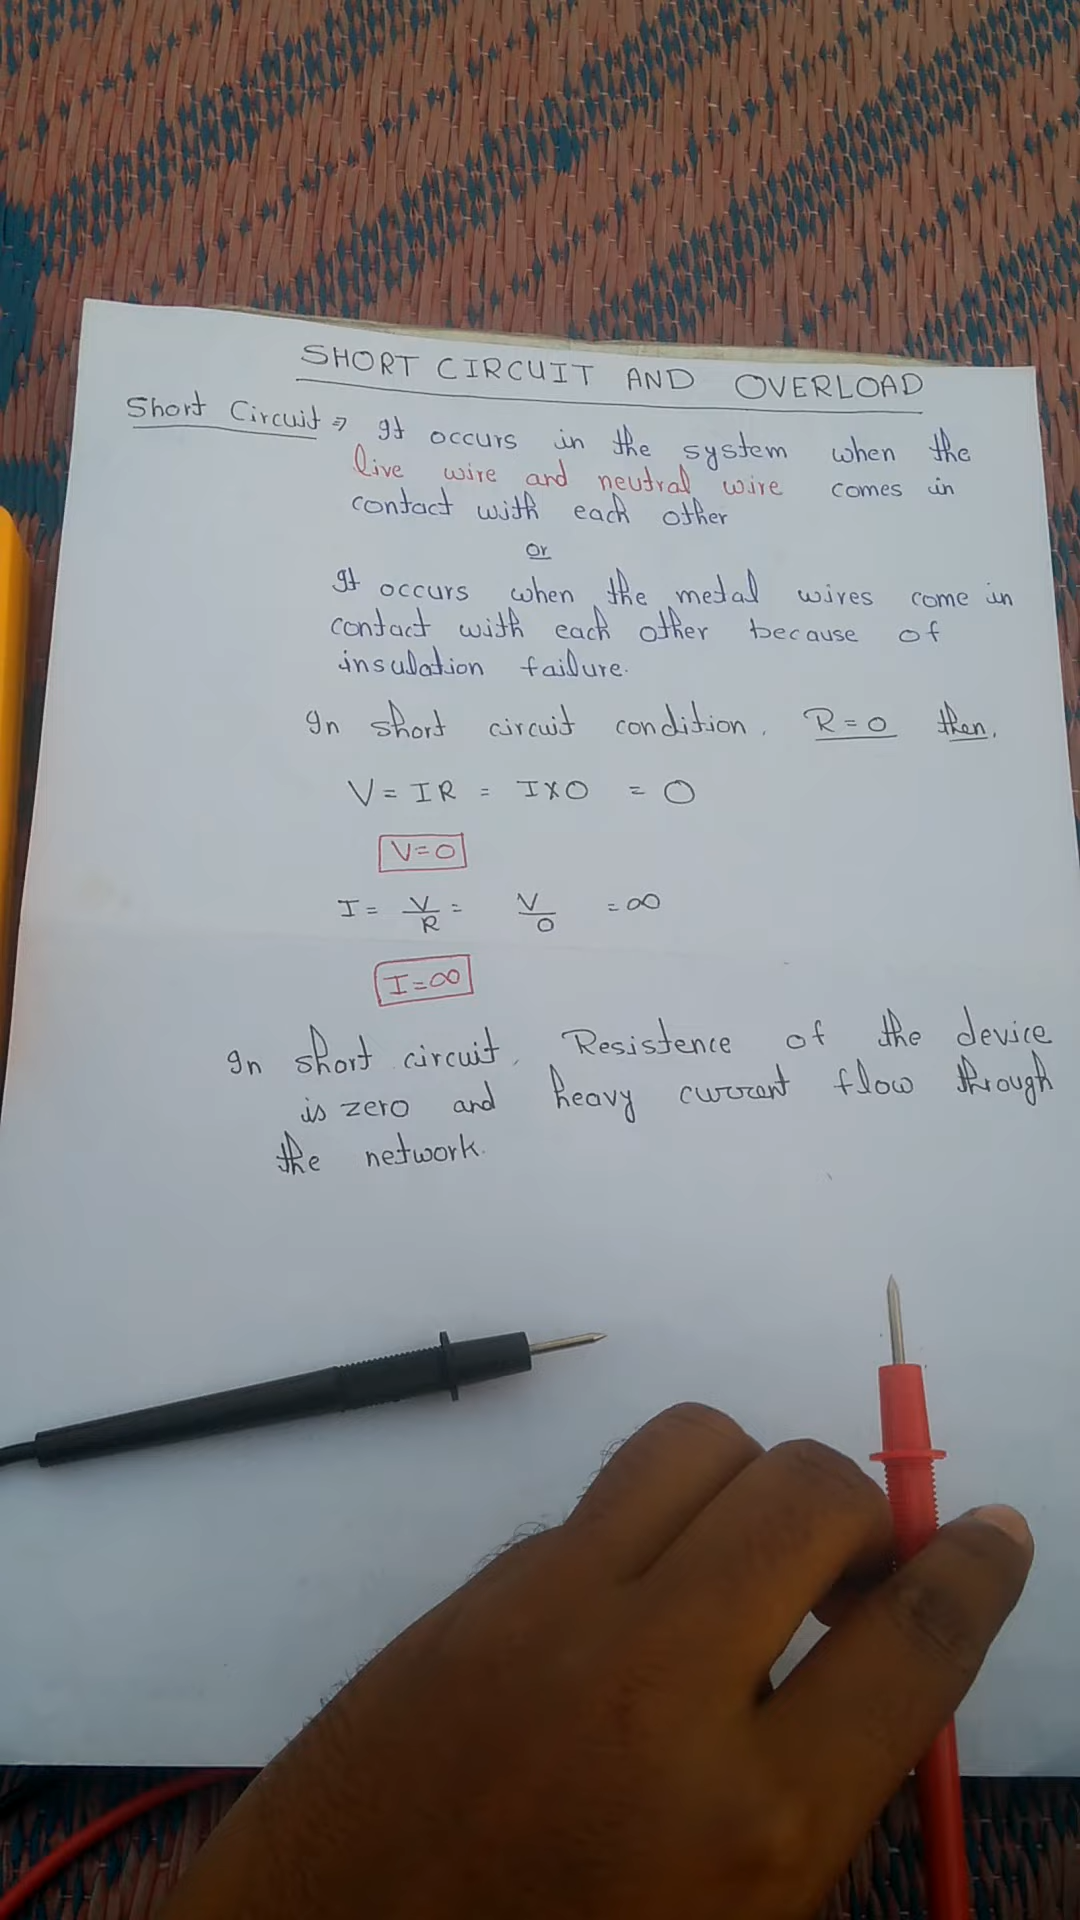 SHORT CIRCUIT AND OVERLOAD
Short Circuit ⇒ It occurs in the system when the
live wire and neutral wire comes in
contact with each other
or
It occurs when the metal wires come in
contact with each other because of
insulation failure.
In short circuit condition, R=0 then,
V = IR = I×0 = 0
V=0
I = V/R = V/0 = ∞
I=∞
In short circuit, Resistence of the device
is zero and heavy current flow through
the network.